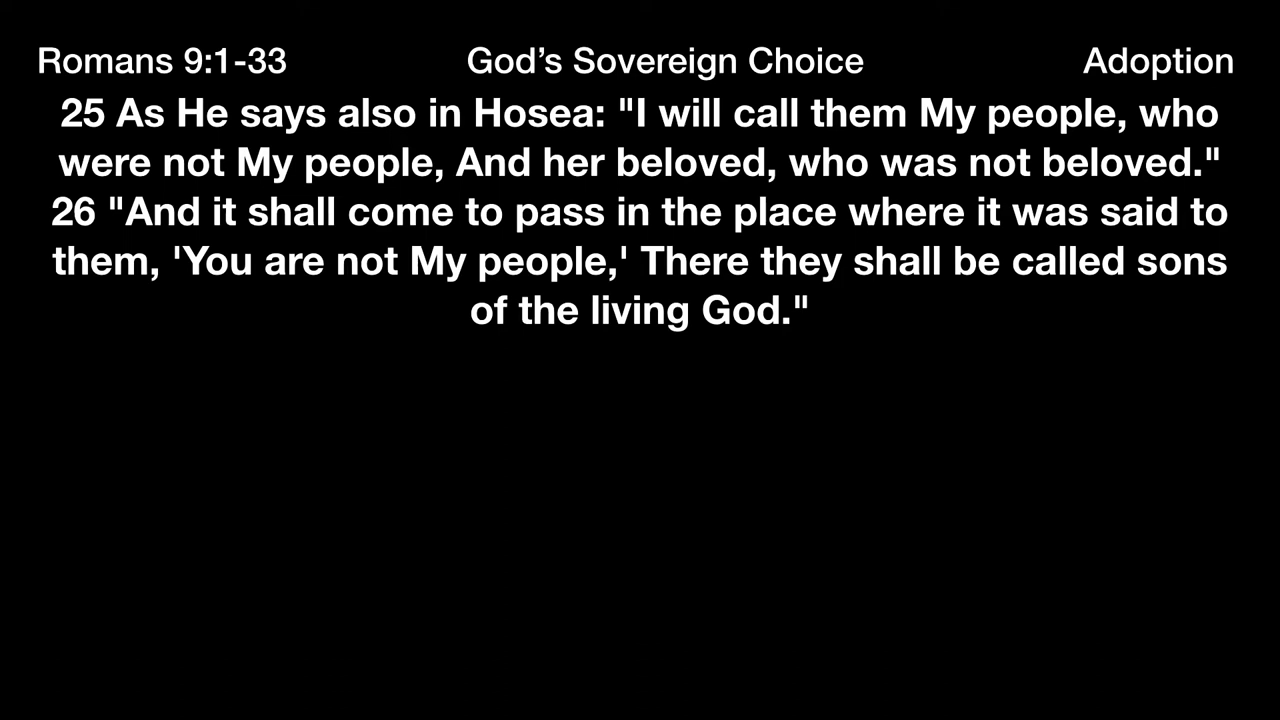 Romans 9:1-33 God’s Sovereign Choice Adoption
25 As He says also in Hosea: "I will call them My people, who
were not My people, And her beloved, who was not beloved."
26 "And it shall come to pass in the place where it was said to
them, 'You are not My people,' There they shall be called sons
of the living God."